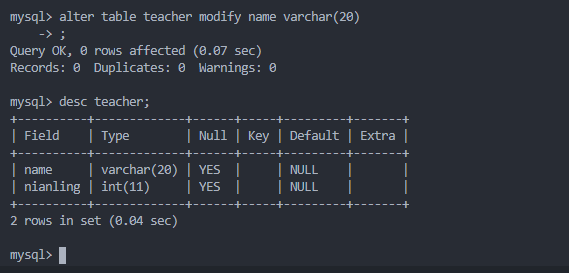 mysql> alter table teacher modify name varchar(20)
    -> ;
Query OK, 0 rows affected (0.07 sec)
Records: 0  Duplicates: 0  Warnings: 0

mysql> desc teacher;
+----------+-------------+------+-----+---------+-------+
| Field    | Type        | Null | Key | Default | Extra |
+----------+-------------+------+-----+---------+-------+
| name     | varchar(20) | YES  |     | NULL    |       |
| nianling | int(11)     | YES  |     | NULL    |       |
+----------+-------------+------+-----+---------+-------+
2 rows in set (0.04 sec)

mysql>